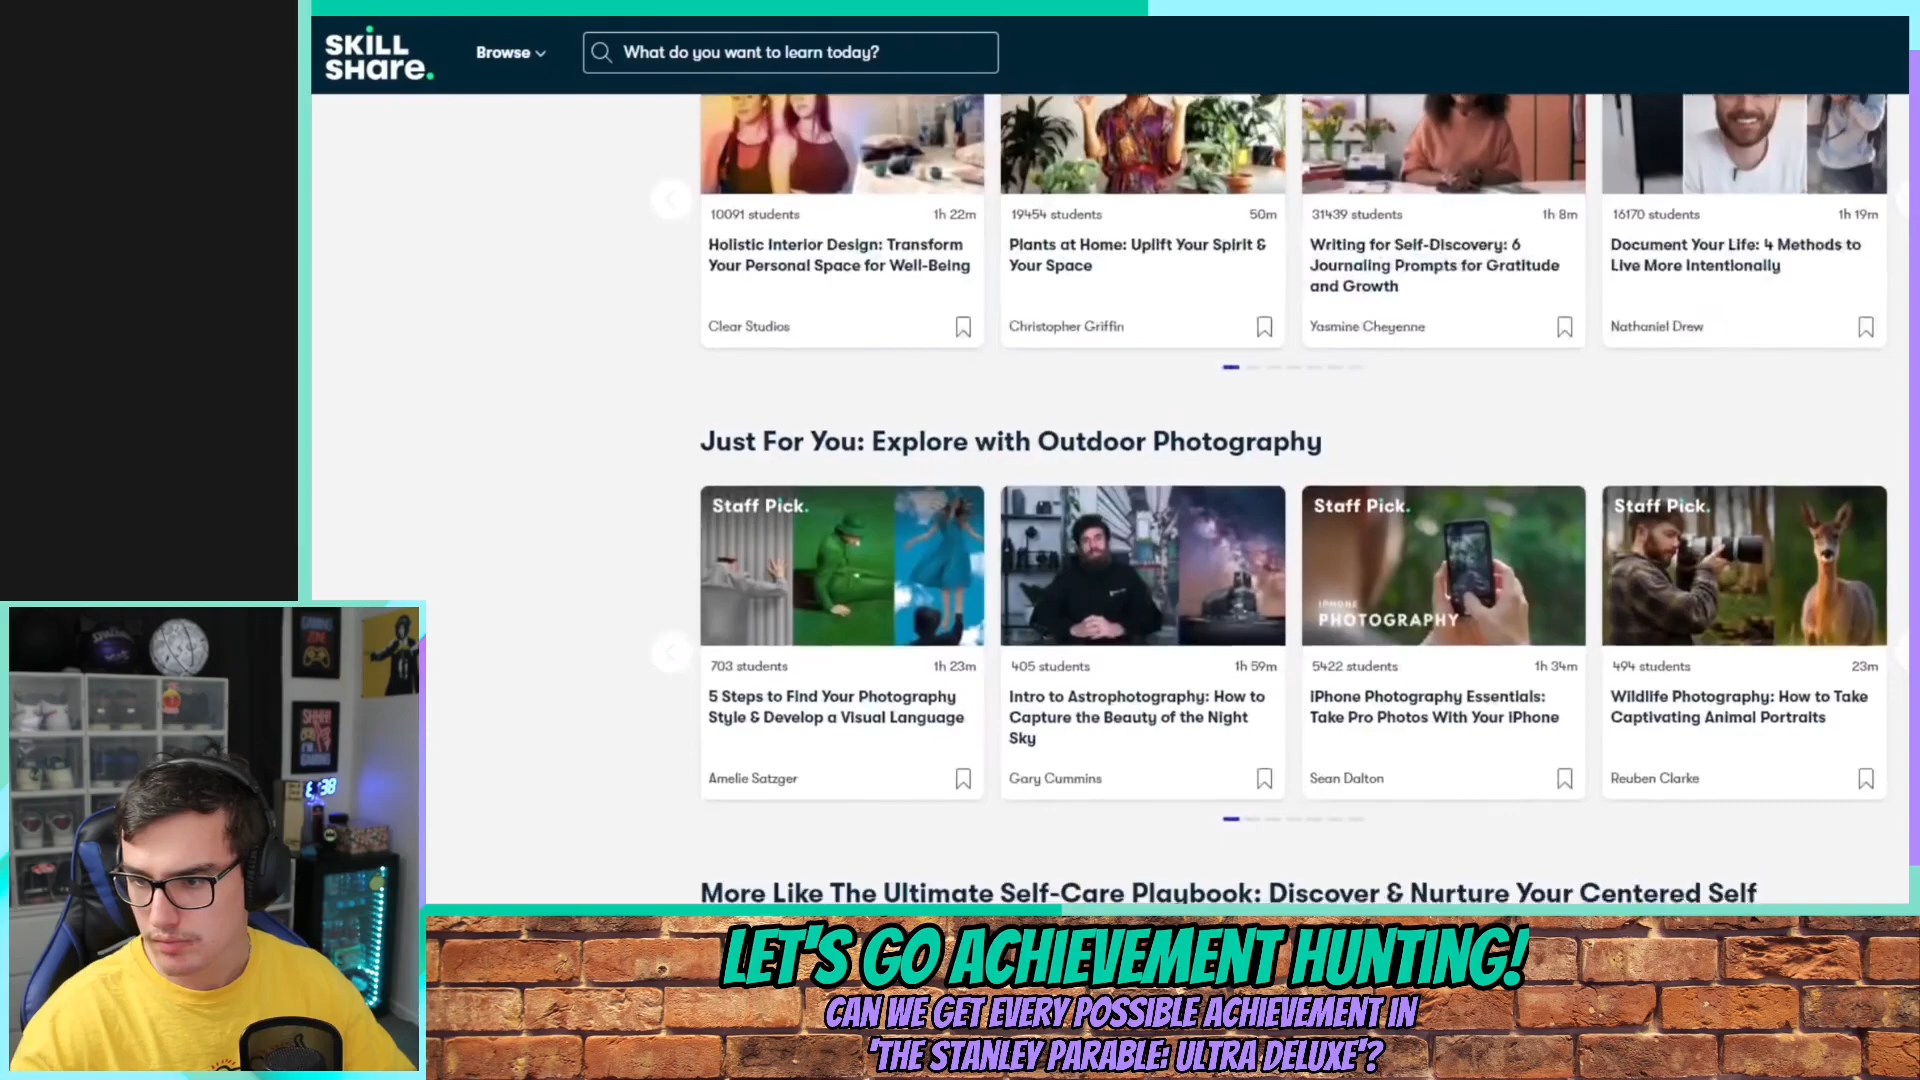 SKILL
SHare.
Browse
What do you want to learn today?
10091 students
1h 22m
Holistic Interior Design: Transform
Your Personal Space for Well-Being
Clear Studios
19454 students
50m
Plants at Home: Uplift Your Spirit &
Your Space
Christopher Griffin
31439 students
1h 8m
Writing for Self-Discovery: 6
Journaling Prompts for Gratitude
and Growth
Yasmine Cheyenne
16170 students
1h 19m
Document Your Life: 4 Methods to
Live More Intentionally
Nathaniel Drew
Just For You: Explore with Outdoor Photography
Staff Pick.
703 students
1h 23m
5 Steps to Find Your Photography
Style & Develop a Visual Language
Amelie Satzger
405 students
1h 59m
Intro to Astrophotography: How to
Capture the Beauty of the Night
Sky
Gary Cummins
Staff Pick.
IPHONE
PHOTOGRAPHY
5422 students
1h 34m
iPhone Photography Essentials:
Take Pro Photos With Your iPhone
Sean Dalton
Staff Pick.
494 students
23m
Wildlife Photography: How to Take
Captivating Animal Portraits
Reuben Clarke
More Like The Ultimate Self-Care Playbook: Discover & Nurture Your Centered Self
GAMING
ZONE
SHHH!
I'M
GAMING
LET'S GO ACHIEVEMENT HUNTING!
CAN WE GET EVERY POSSIBLE ACHIEVEMENT IN
'THE STANLEY PARABLE: ULTRA DELUXE'?